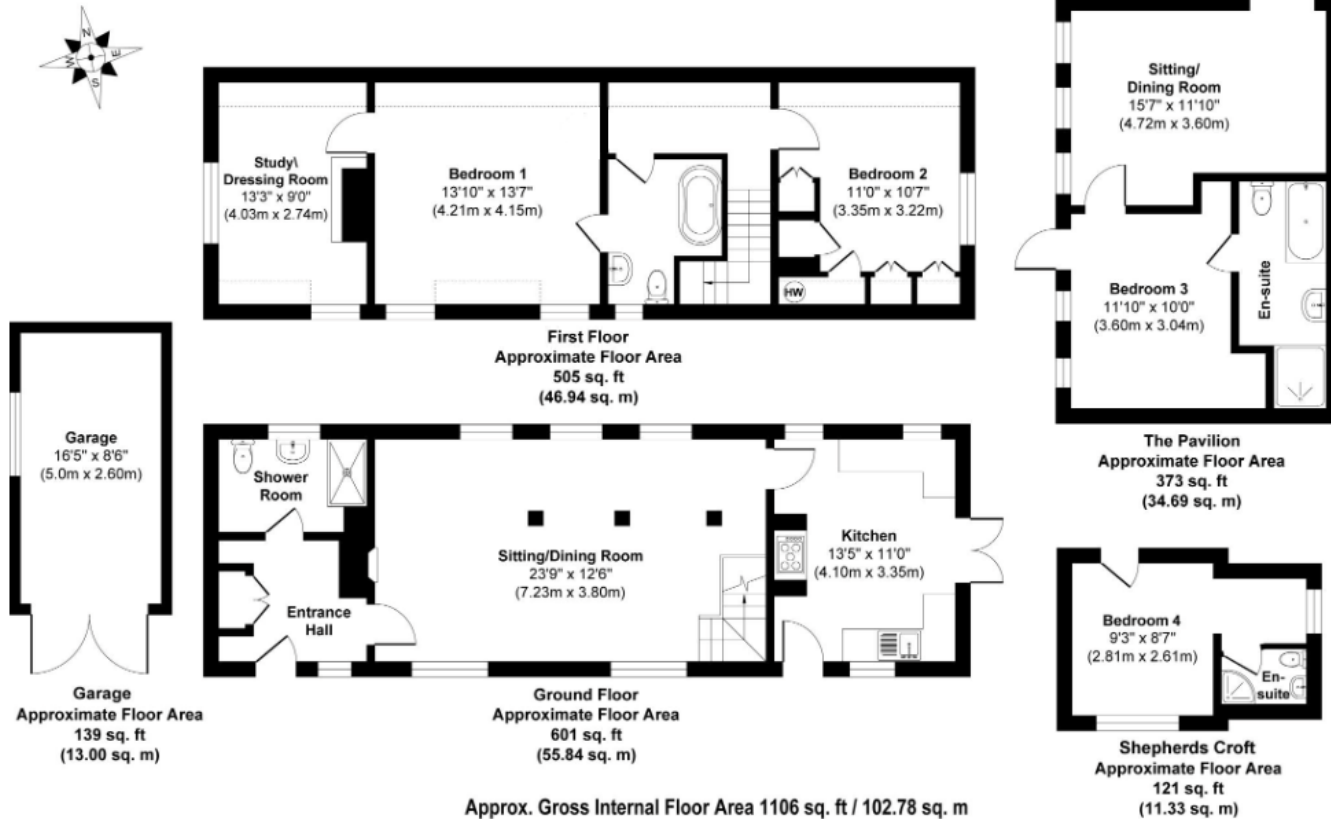 N
E
S
W
Study\
Dressing Room
13'3" x 9'0"
(4.03m x 2.74m)
Bedroom 1
13'10" x 13'7"
(4.21m x 4.15m)
Bedroom 2
11'0" x 10'7"
(3.35m x 3.22m)
HW
First Floor
Approximate Floor Area
505 sq. ft
(46.94 sq. m)
Sitting/
Dining Room
15'7" x 11'10"
(4.72m x 3.60m)
Bedroom 3
11'10" x 10'0"
(3.60m x 3.04m)
En-suite
The Pavilion
Approximate Floor Area
373 sq. ft
(34.69 sq. m)
Garage
16'5" x 8'6"
(5.0m x 2.60m)
Garage
Approximate Floor Area
139 sq. ft
(13.00 sq. m)
Shower
Room
Entrance
Hall
Sitting/Dining Room
23'9" x 12'6"
(7.23m x 3.80m)
Kitchen
13'5" x 11'0"
(4.10m x 3.35m)
Ground Floor
Approximate Floor Area
601 sq. ft
(55.84 sq. m)
Bedroom 4
9'3" x 8'7"
(2.81m x 2.61m)
En-
suite
Shepherds Croft
Approximate Floor Area
121 sq. ft
(11.33 sq. m)
Approx. Gross Internal Floor Area 1106 sq. ft / 102.78 sq. m